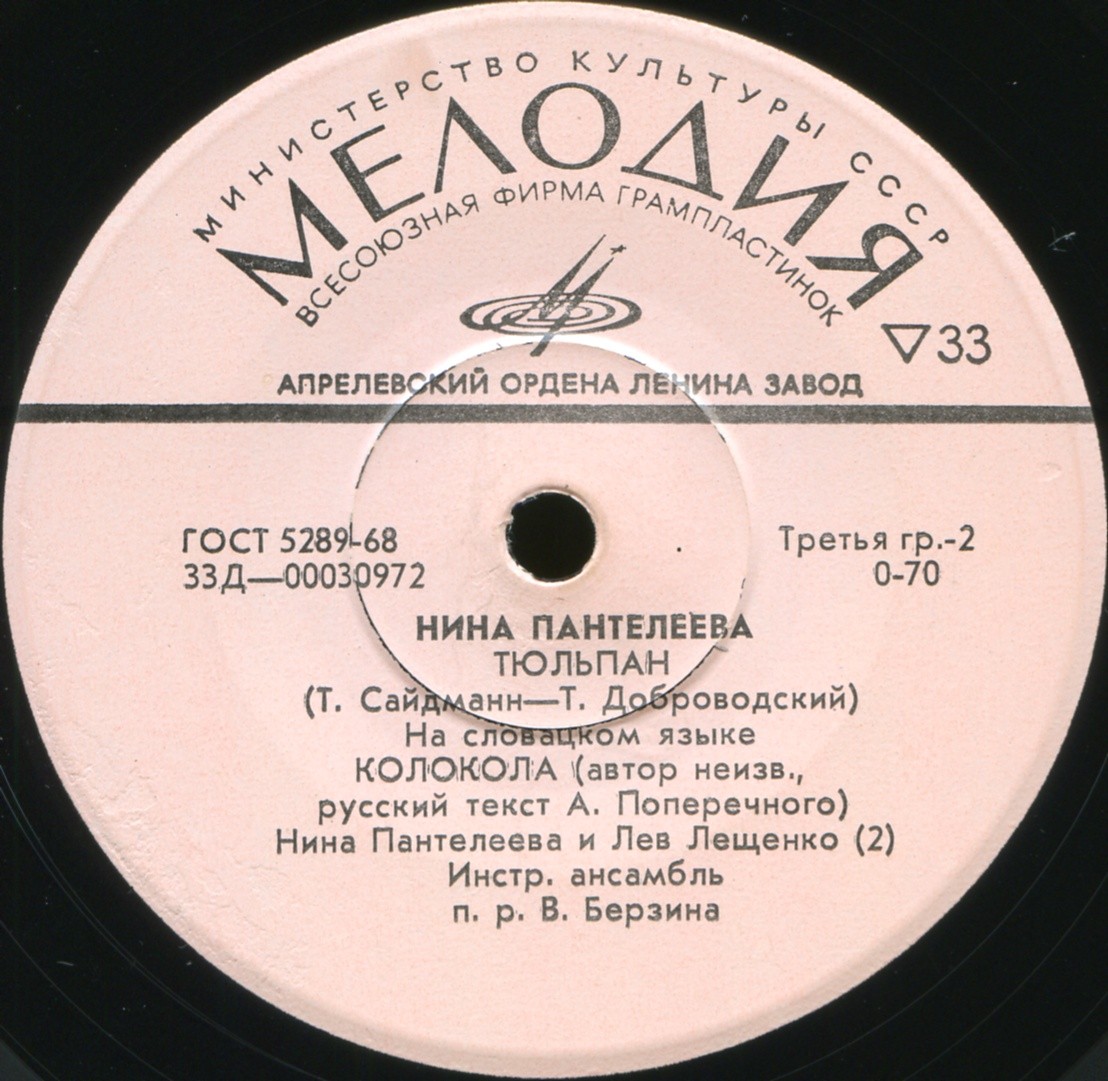 МИНИСТЕРСТВО КУЛЬТУРЫ СССР
МЕЛОДИЯ
ВСЕСОЮЗНАЯ ФИРМА ГРАМПЛАСТИНОК
▽33
АПРЕЛЕВСКИЙ ОРДЕНА ЛЕНИНА ЗАВОД
ГОСТ 5289-68
33Д—00030972
Третья гр.-2
0-70
НИНА ПАНТЕЛЕЕВА
ТЮЛЬПАН
(Т. Сайдманн—Т. Доброводский)
На словацком языке
КОЛОКОЛА (автор неизв.,
русский текст А. Поперечного)
Нина Пантелеева и Лев Лещенко (2)
Инстр. ансамбль
п. р. В. Берзина